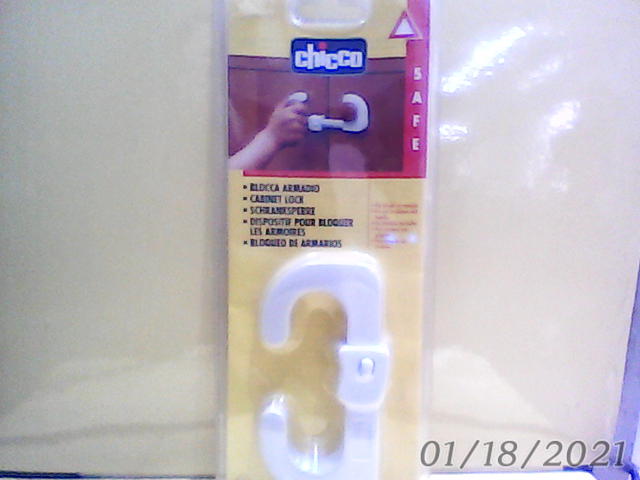 chicco
SAFE
• BLOCCA ARMADIO
• CABINET LOCK
• SCHRANKSPERRE
• DISPOSITIF POUR BLOQUER
LES ARMOIRES
• BLOQUEO DE ARMARIOS
01/18/2021